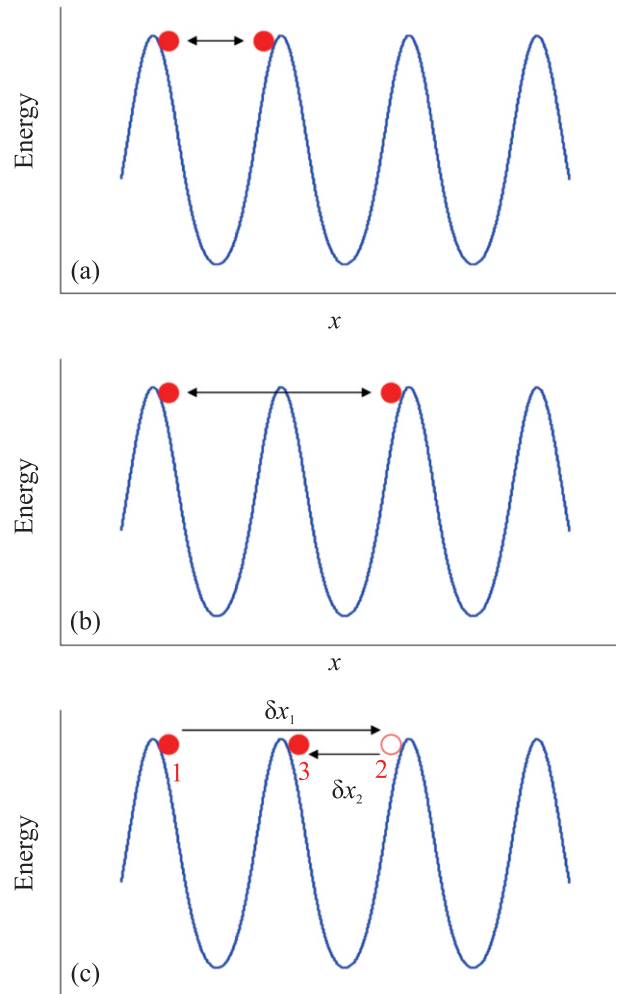 Energy
(a)
x
Energy
(b)
x
δx₁
1
3
2
δx₂
Energy
(c)